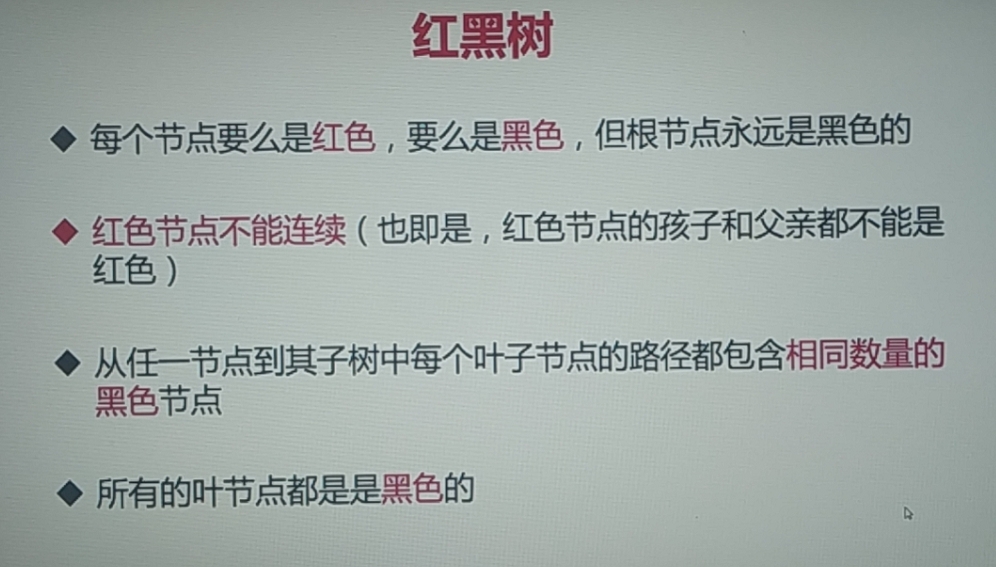 红黑树
◆ 每个节点要么是红色，要么是黑色，但根节点永远是黑色的
◆ 红色节点不能连续（也即是，红色节点的孩子和父亲都不能是
红色）
◆ 从任一节点到其子树中每个叶子节点的路径都包含相同数量的
黑色节点
◆ 所有的叶节点都是是黑色的